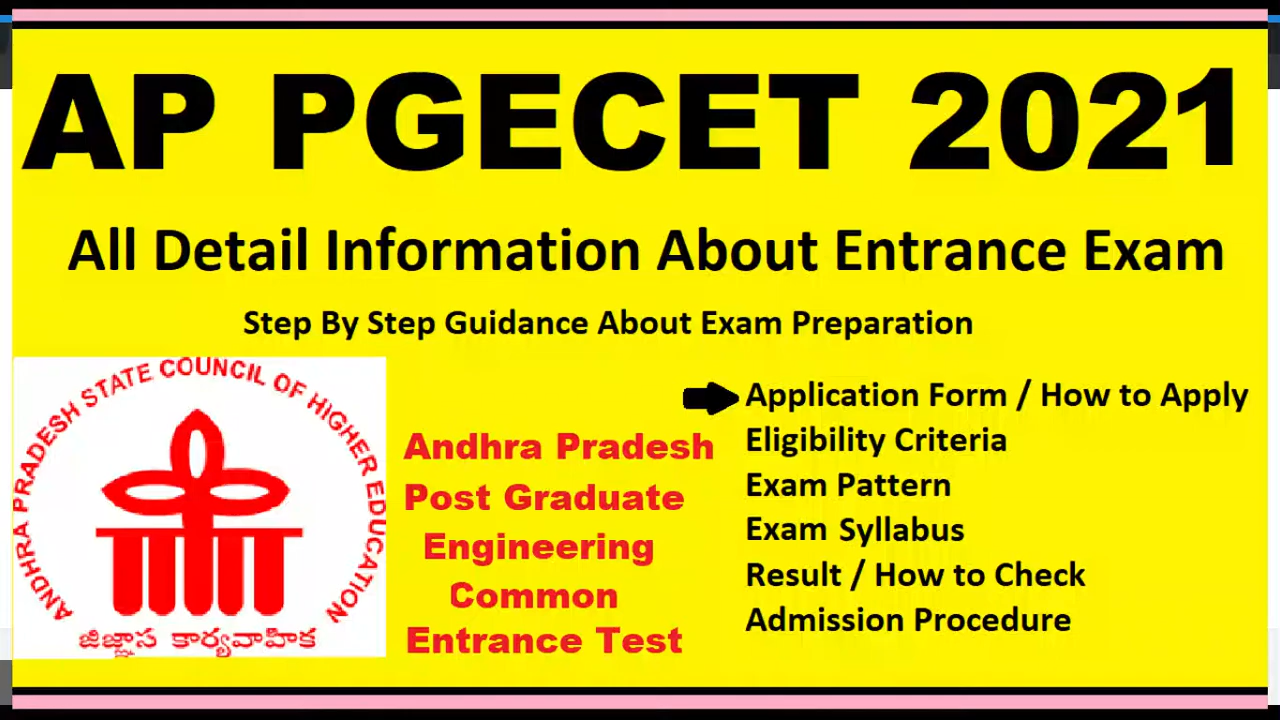 AP PGECET 2021
All Detail Information About Entrance Exam
Step By Step Guidance About Exam Preparation
ANDHRA PRADESH STATE COUNCIL OF HIGHER EDUCATION
జిజ్ఞాస కార్యవాహిక
Andhra Pradesh
Post Graduate
Engineering
Common
Entrance Test
Application Form / How to Apply
Eligibility Criteria
Exam Pattern
Exam Syllabus
Result / How to Check
Admission Procedure